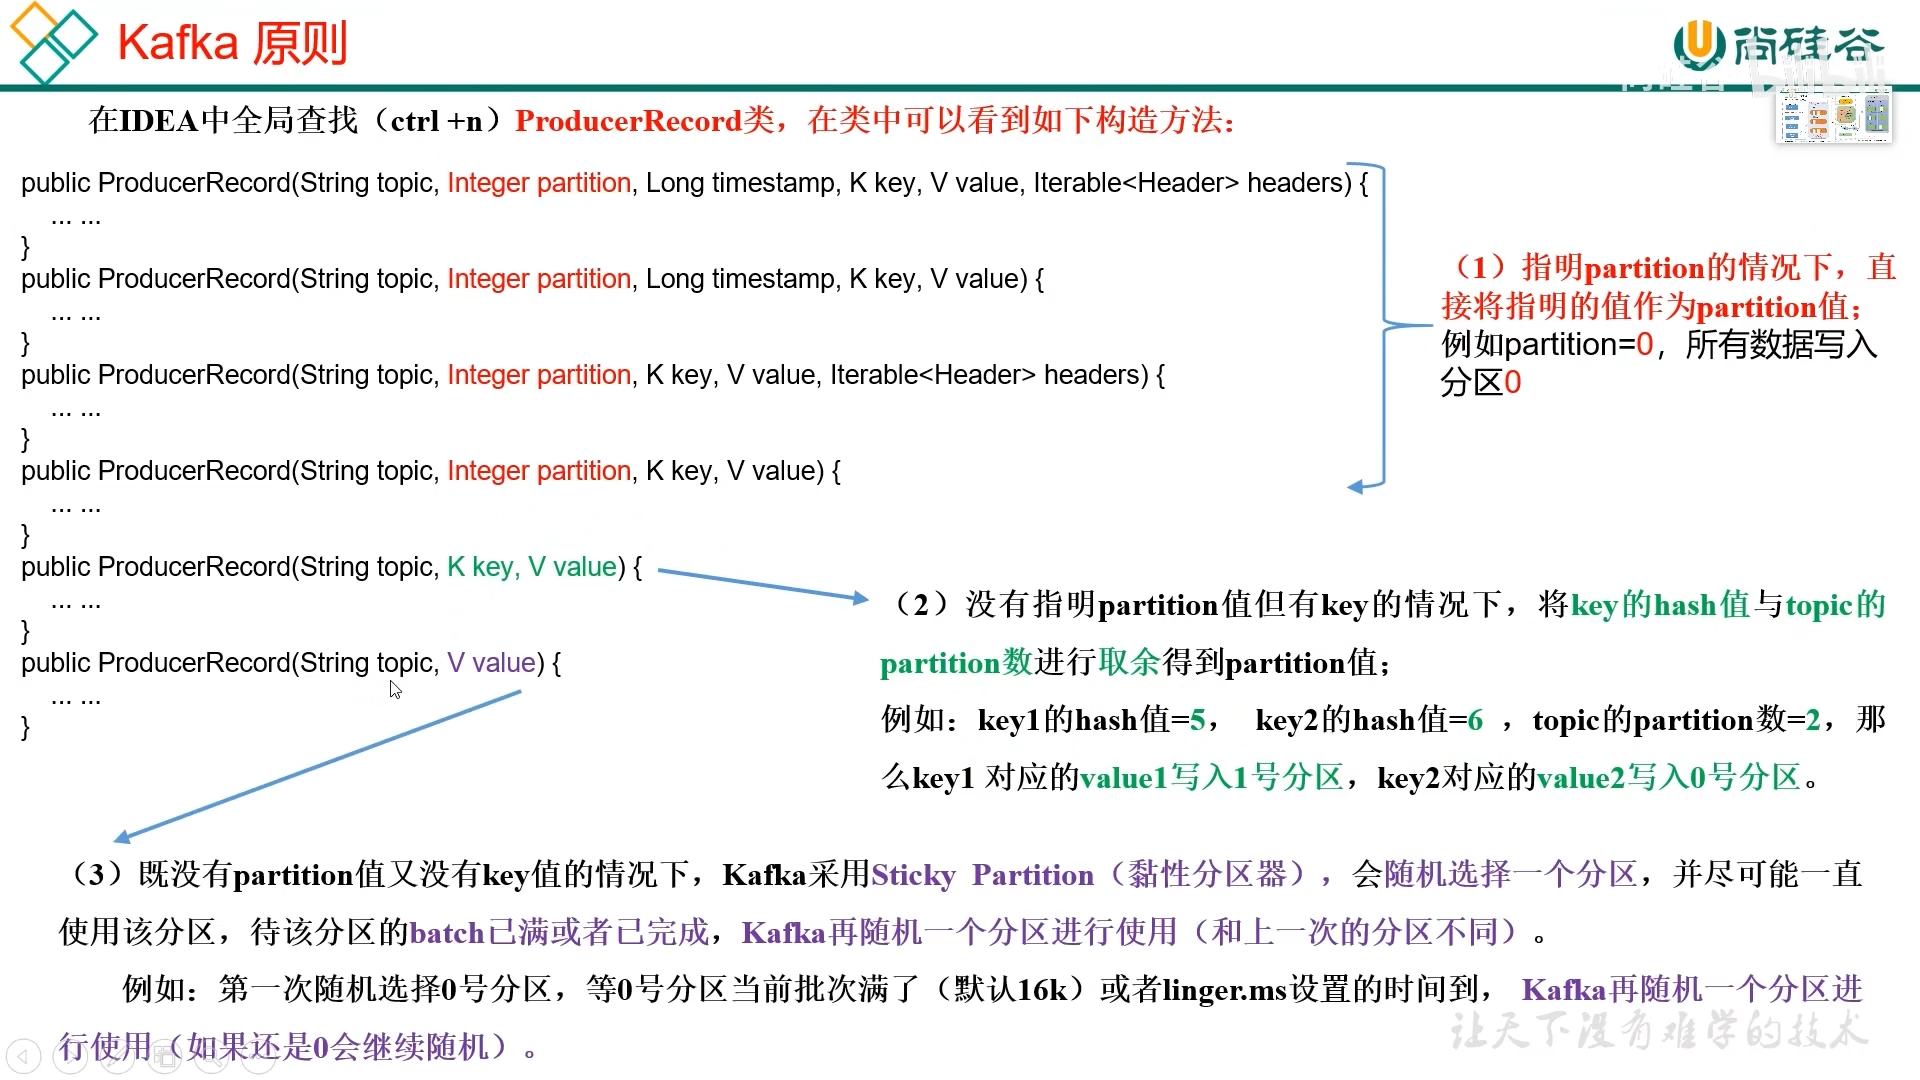 Kafka 原则
尚硅谷
在IDEA中全局查找（ctrl +n）ProducerRecord类，在类中可以看到如下构造方法：
public ProducerRecord(String topic, Integer partition, Long timestamp, K key, V value, Iterable<Header> headers) {
... ...
}
public ProducerRecord(String topic, Integer partition, Long timestamp, K key, V value) {
... ...
}
public ProducerRecord(String topic, Integer partition, K key, V value, Iterable<Header> headers) {
... ...
}
public ProducerRecord(String topic, Integer partition, K key, V value) {
... ...
}
public ProducerRecord(String topic, K key, V value) {
... ...
}
public ProducerRecord(String topic, V value) {
... ...
}
（1）指明partition的情况下，直
接将指明的值作为partition值；
例如partition=0，所有数据写入
分区0
（2）没有指明partition值但有key的情况下，将key的hash值与topic的
partition数进行取余得到partition值；
例如：key1的hash值=5， key2的hash值=6 ，topic的partition数=2，那
么key1 对应的value1写入1号分区，key2对应的value2写入0号分区。
（3）既没有partition值又没有key值的情况下，Kafka采用Sticky Partition（黏性分区器），会随机选择一个分区，并尽可能一直
使用该分区，待该分区的batch已满或者已完成，Kafka再随机一个分区进行使用（和上一次的分区不同）。
例如：第一次随机选择0号分区，等0号分区当前批次满了（默认16k）或者linger.ms设置的时间到， Kafka再随机一个分区进
行使用（如果还是0会继续随机）。
让天下没有难学的技术